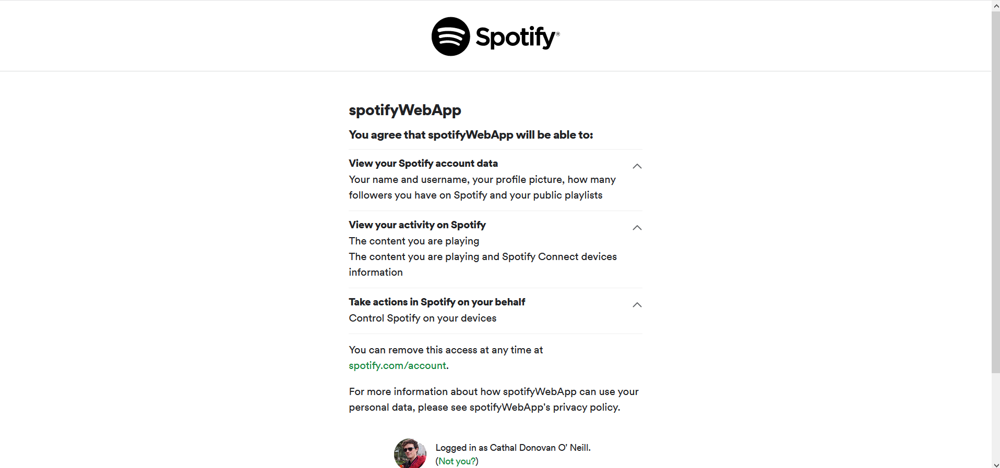 Spotify®
spotifyWebApp
You agree that spotifyWebApp will be able to:
View your Spotify account data
Your name and username, your profile picture, how many
followers you have on Spotify and your public playlists
View your activity on Spotify
The content you are playing
The content you are playing and Spotify Connect devices
information
Take actions in Spotify on your behalf
Control Spotify on your devices
You can remove this access at any time at
spotify.com/account.
For more information about how spotifyWebApp can use your
personal data, please see spotifyWebApp's privacy policy.
Logged in as Cathal Donovan O' Neill.
(Not you?)